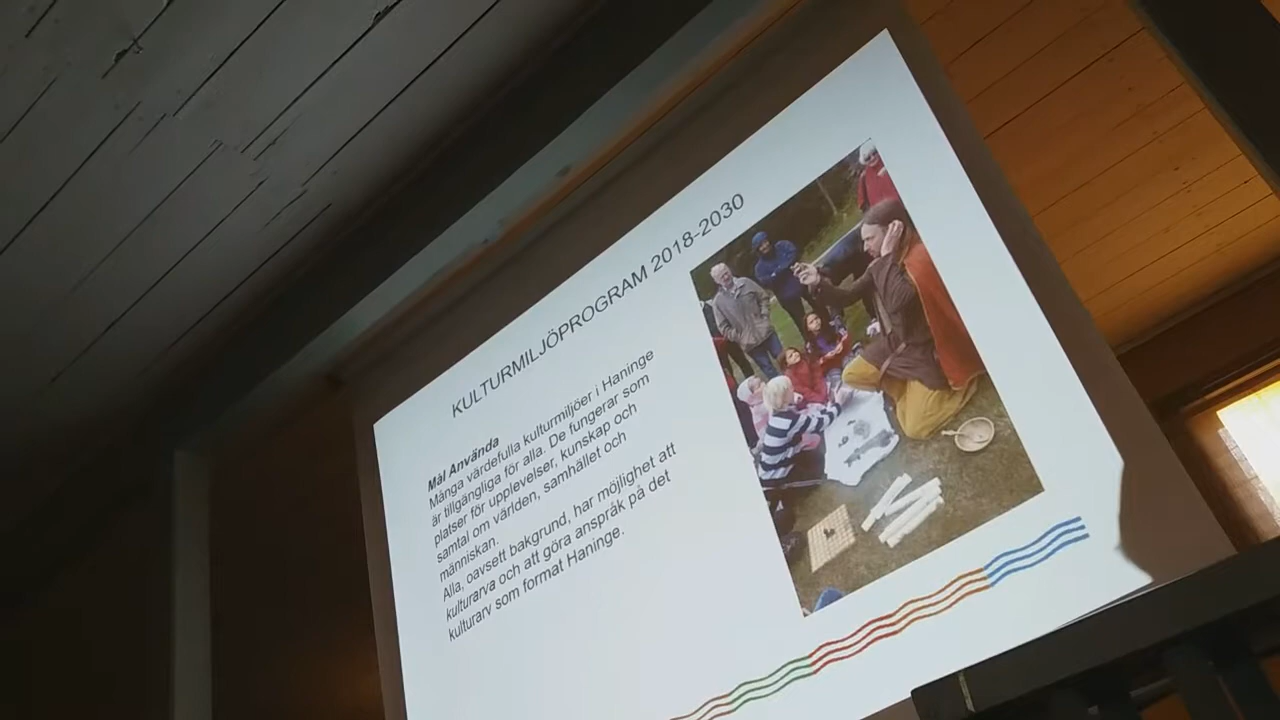 KULTURMILJÖPROGRAM 2018-2030
Mål Använda
Många värdefulla kulturmiljöer i Haninge
är tillgängliga för alla. De fungerar som
platser för upplevelser, kunskap och
samtal om världen, samhället och
människan.
Alla, oavsett bakgrund, har möjlighet att
kulturarva och att göra anspråk på det
kulturarv som format Haninge.